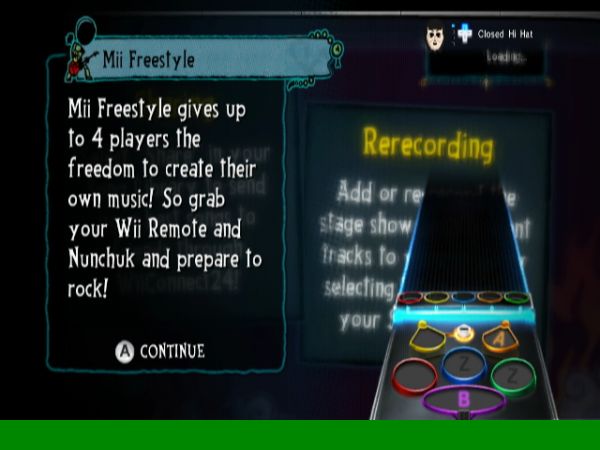 Mii Freestyle
Mii Freestyle gives up
to 4 players the
freedom to create their
own music! So grab
your Wii Remote and
Nunchuk and prepare to
rock!
A CONTINUE
Closed Hi Hat
Loading...
Rerecording
Add or the
stage show
tracks to
selecting
your
A
Z
Z
B